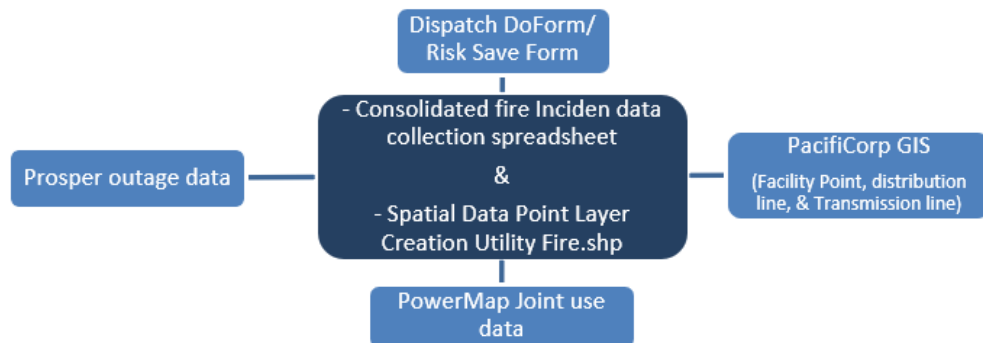 Dispatch DoForm/
Risk Save Form
- Consolidated fire Inciden data
collection spreadsheet
&
- Spatial Data Point Layer
Creation Utility Fire.shp
Prosper outage data
PacifiCorp GIS
(Facility Point, distribution
line, & Transmission line)
PowerMap Joint use
data